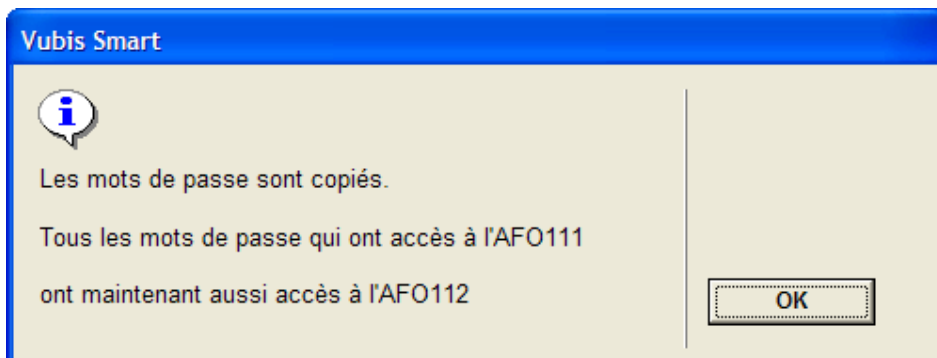 Vubis Smart
Les mots de passe sont copiés.
Tous les mots de passe qui ont accès à l'AFO111
ont maintenant aussi accès à l'AFO112
OK